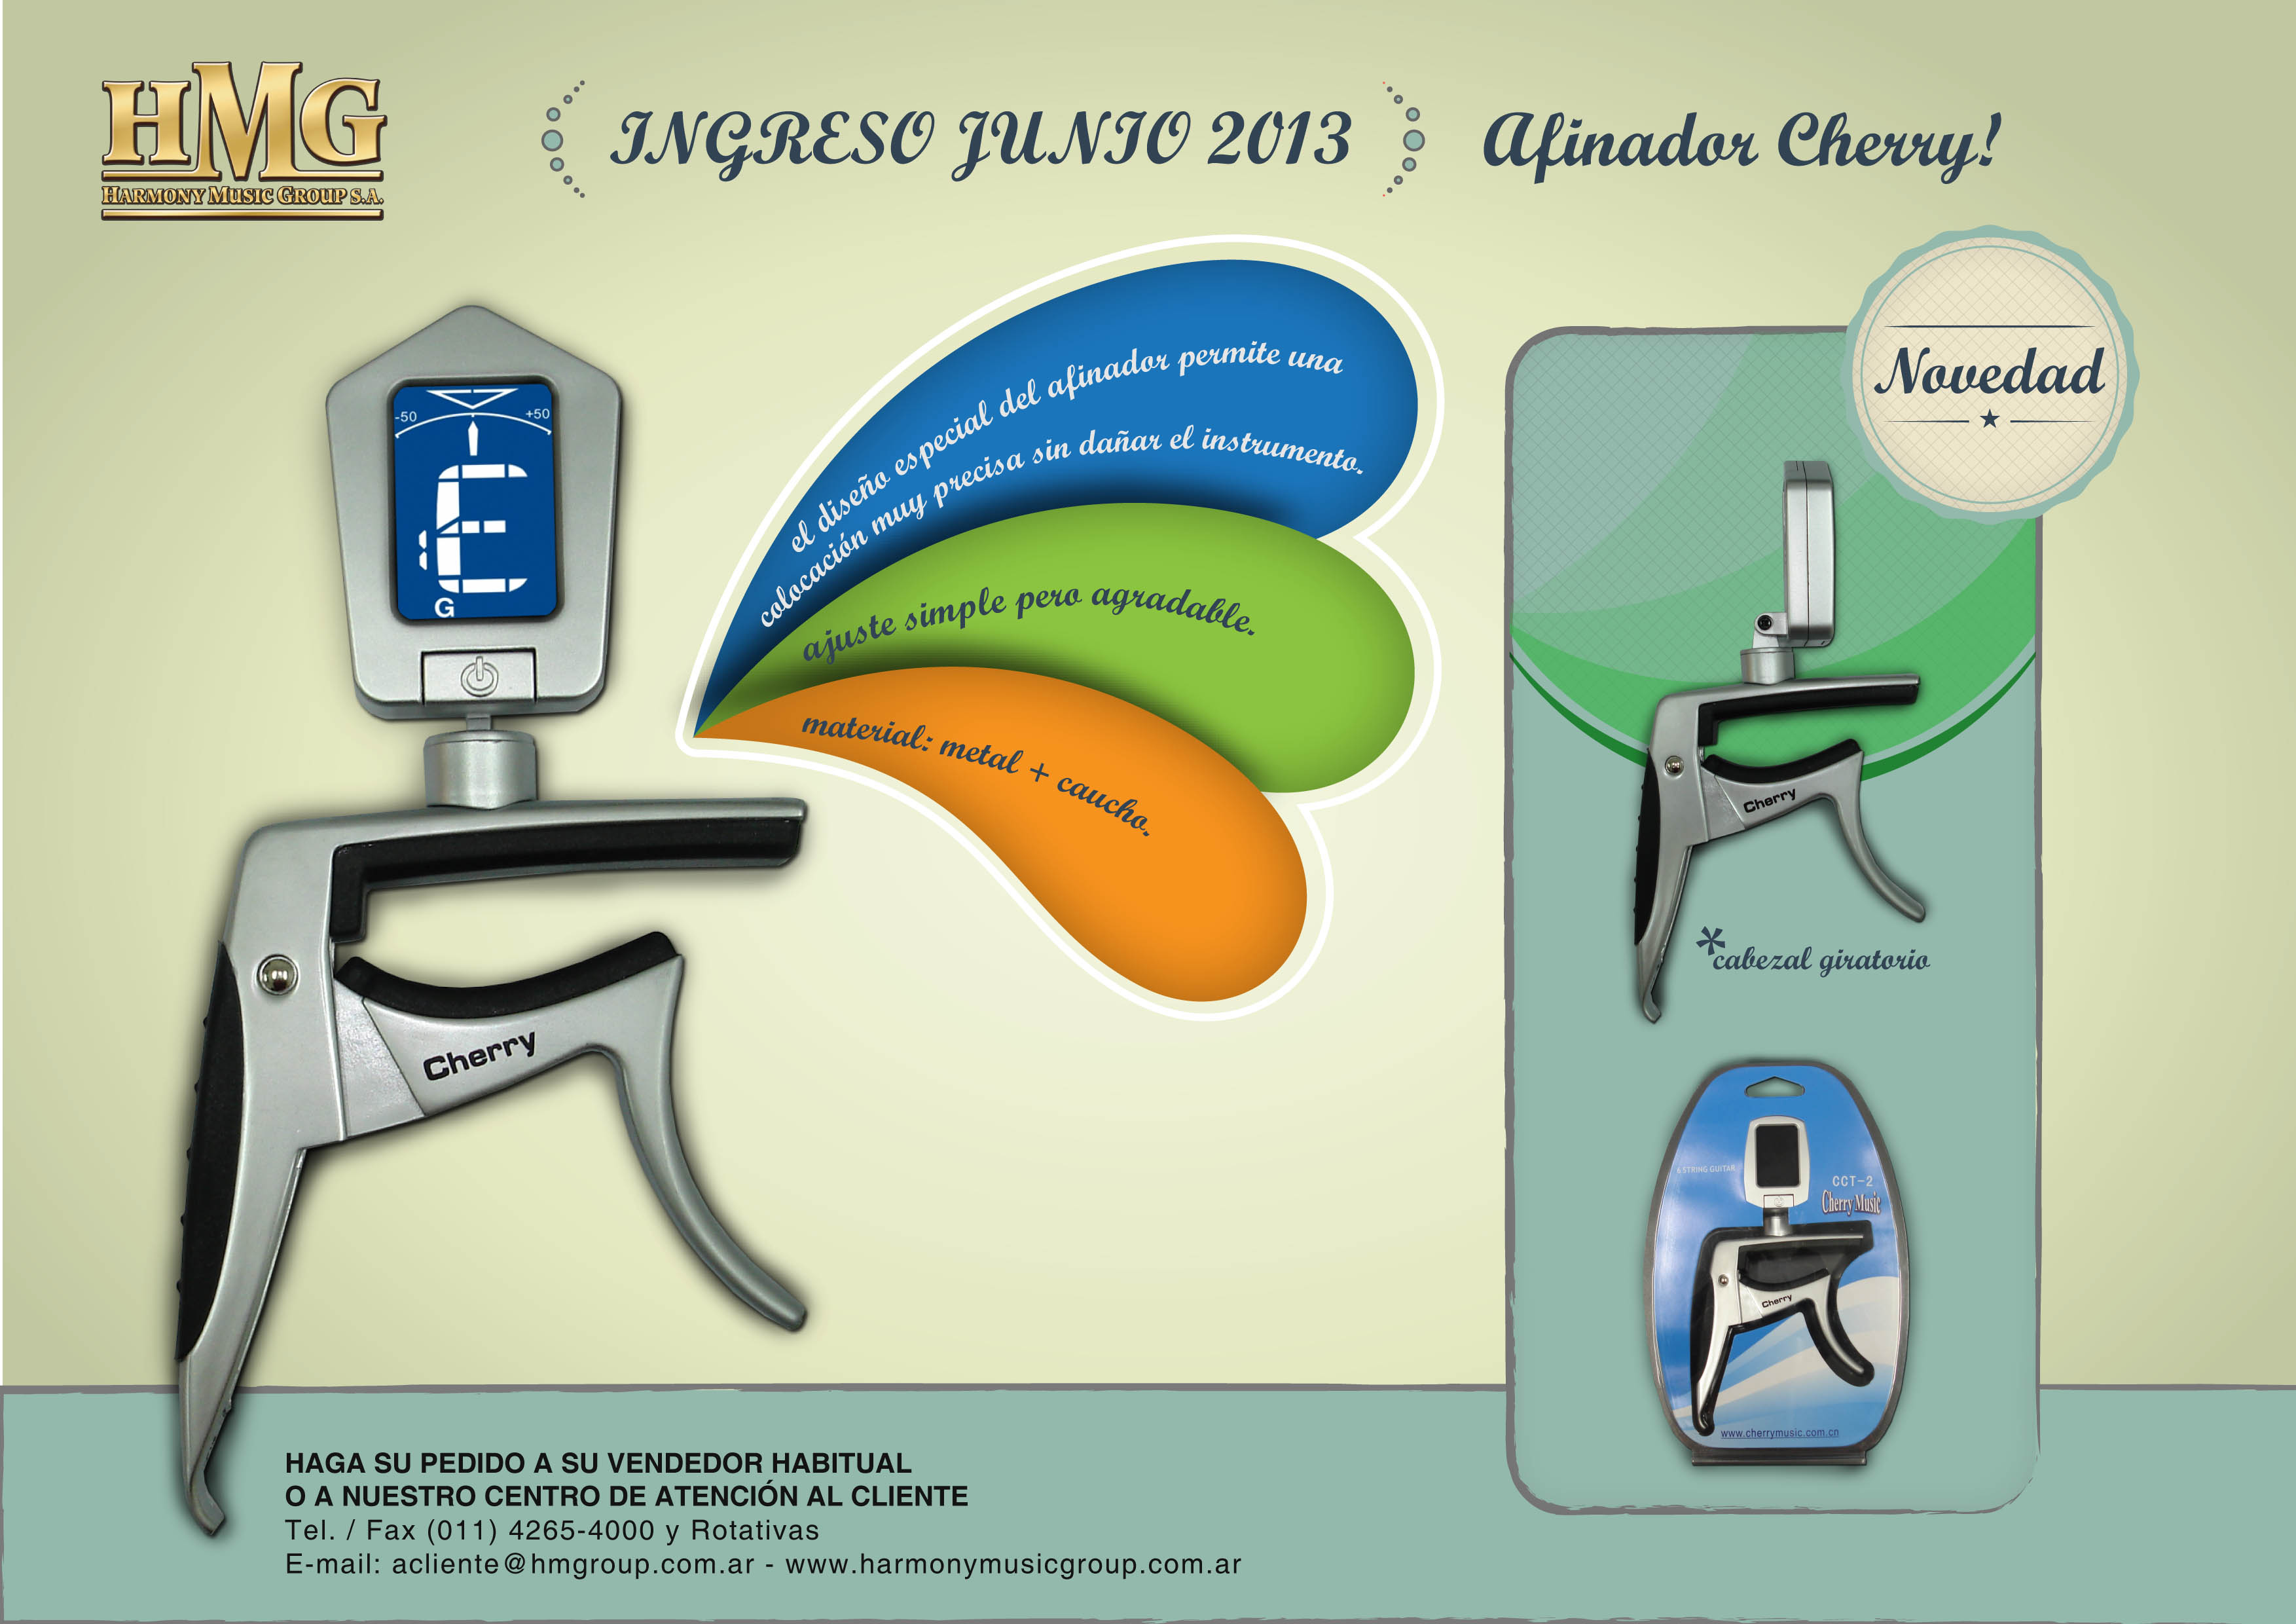 HMG
HARMONY MUSIC GROUP S.A.
INGRESO JUNIO 2013
Afinador Cherry!
Novedad
-50
+50
E
G
el diseño especial del afinador permite una
colocación muy precisa sin dañar el instrumento.
ajuste simple pero agradable.
material: metal + caucho.
Cherry
Cherry
*cabezal giratorio
6 STRING GUITAR
CCT-2
Cherry Music
Cherry
www.cherrymusic.com.cn
HAGA SU PEDIDO A SU VENDEDOR HABITUAL
O A NUESTRO CENTRO DE ATENCIÓN AL CLIENTE
Tel. / Fax (011) 4265-4000 y Rotativas
E-mail: acliente@hmgroup.com.ar - www.harmonymusicgroup.com.ar